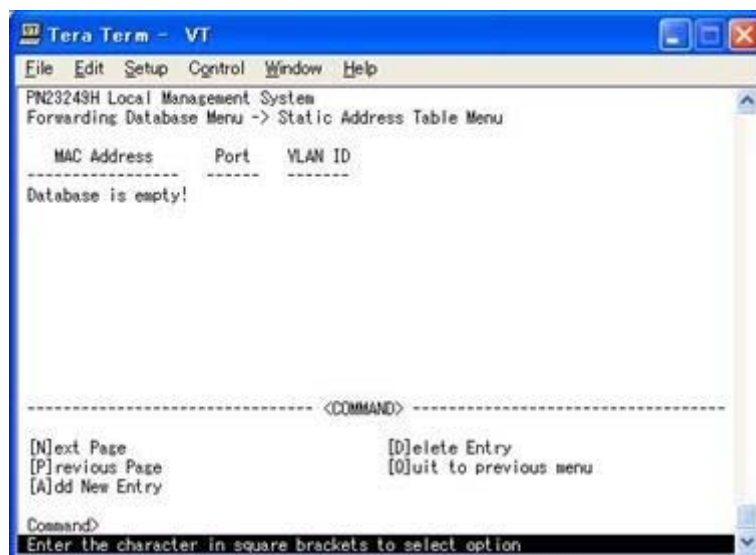 Tera Term - VT
File Edit Setup Control Window Help
PN23249H Local Management System
Forwarding Database Menu -> Static Address Table Menu
MAC Address Port VLAN ID
----------------- ------ -------
Database is empty!
------------------------------- <COMMAND> ----------------------------------
[N]ext Page [D]elete Entry
[P]revious Page [Q]uit to previous menu
[A]dd New Entry
Command>
Enter the character in square brackets to select option